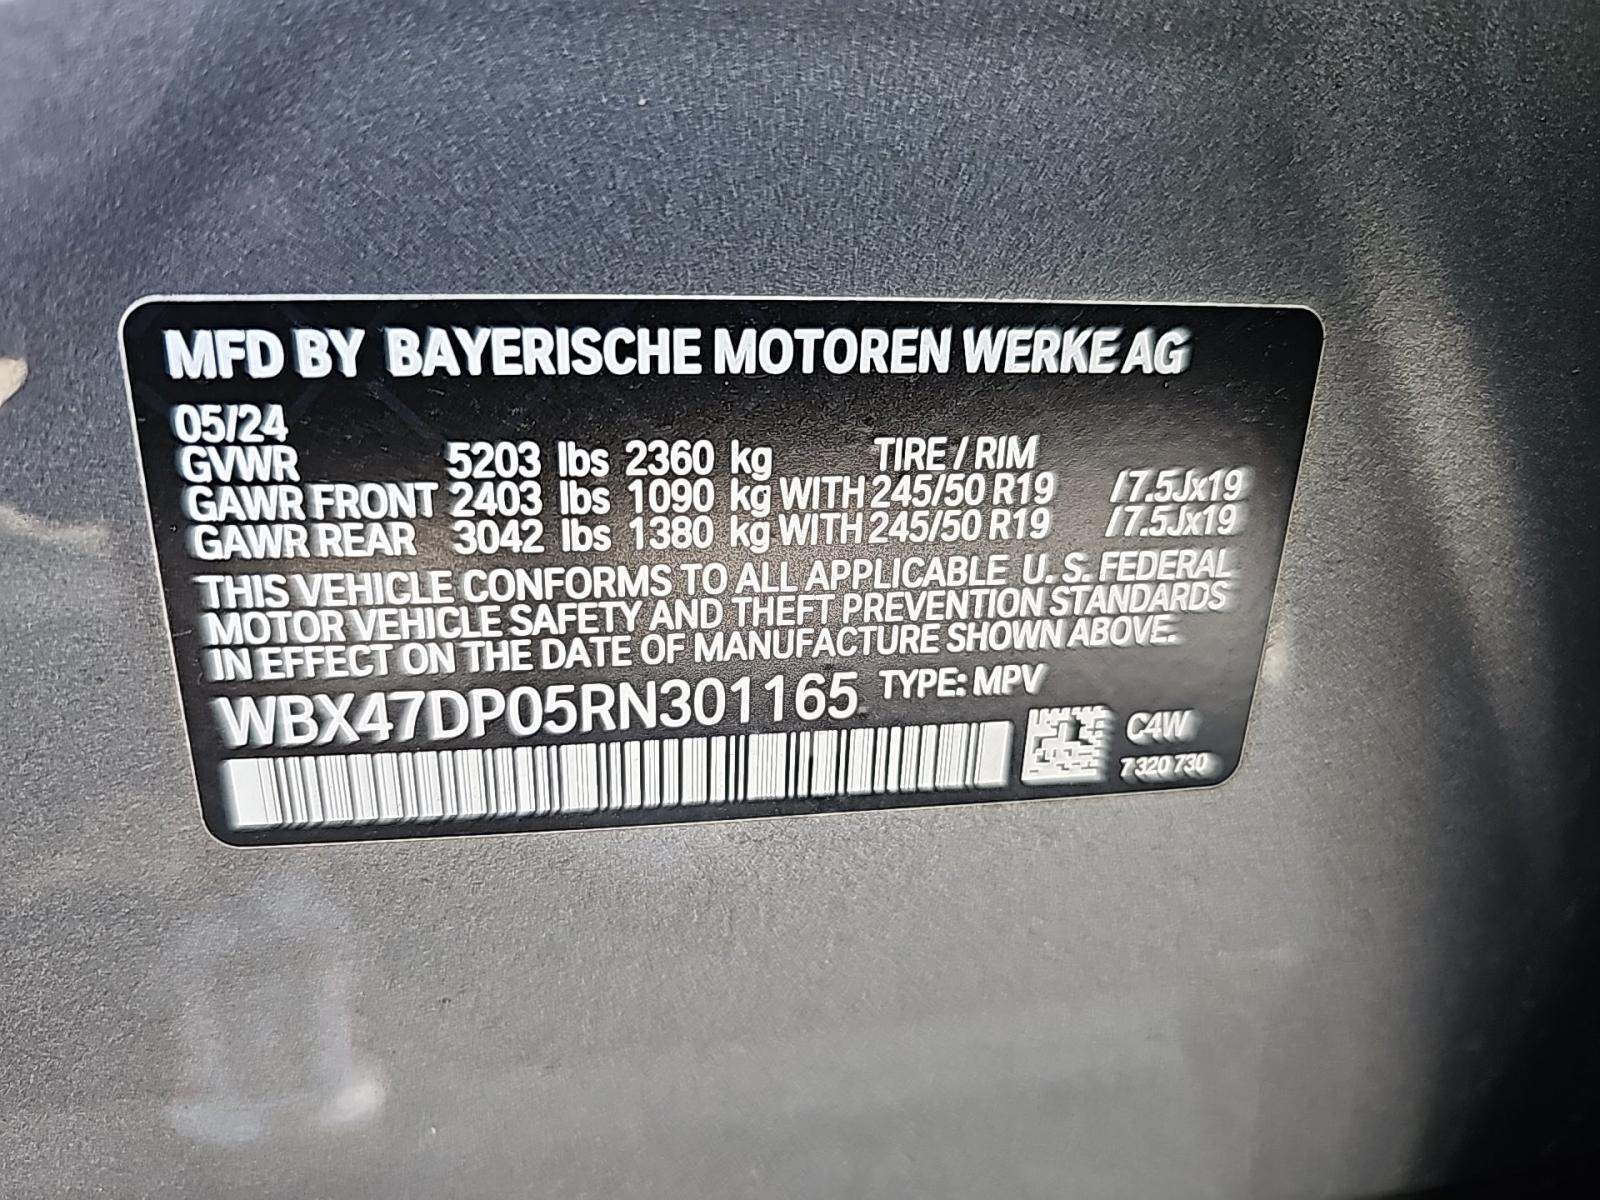 MFD BY BAYERISCHE MOTOREN WERKE AG
05/24
GVWR 5203 lbs 2360 kg TIRE / RIM
GAWR FRONT 2403 lbs 1090 kg WITH 245/50 R19 /7.5Jx19
GAWR REAR 3042 lbs 1380 kg WITH 245/50 R19 /7.5Jx19
THIS VEHICLE CONFORMS TO ALL APPLICABLE U. S. FEDERAL
MOTOR VEHICLE SAFETY AND THEFT PREVENTION STANDARDS
IN EFFECT ON THE DATE OF MANUFACTURE SHOWN ABOVE.
WBX47DP05RN301165 TYPE: MPV
C4W
7 320 730